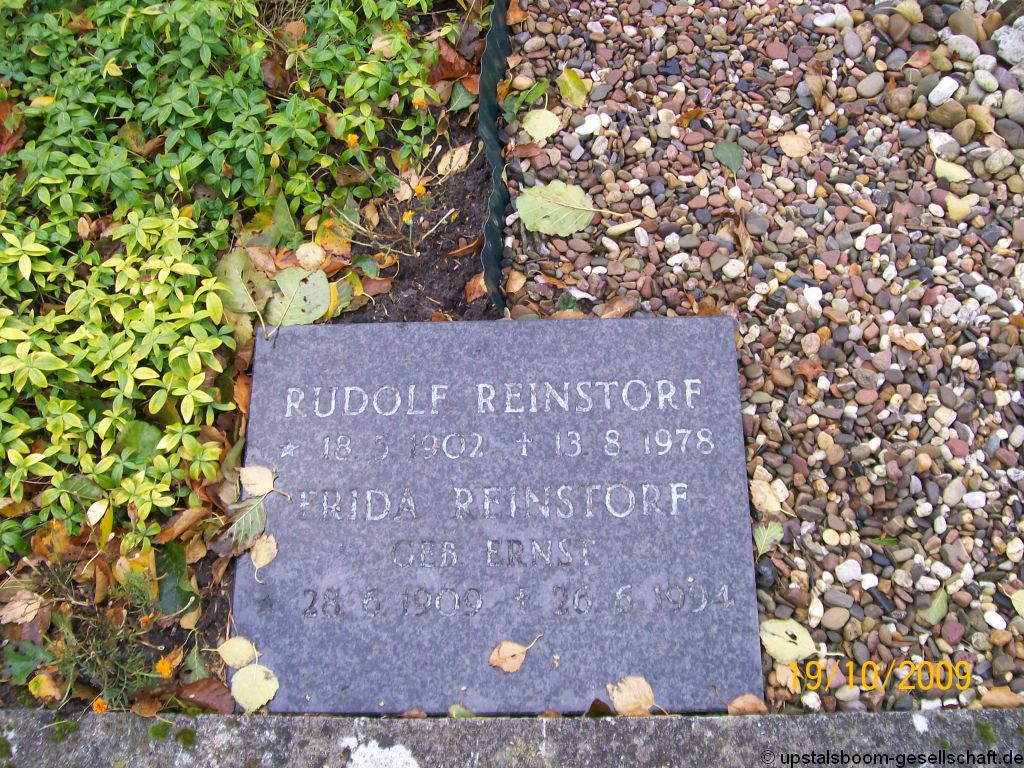 RUDOLF REINSTORF
* 18 3 1902 † 13 8 1978
FRIDA REINSTORF
GEB. ERNST
* 28.6.1909 † 26.6.1994
19/10/2009
© upstalsboom-gesellschaft.de